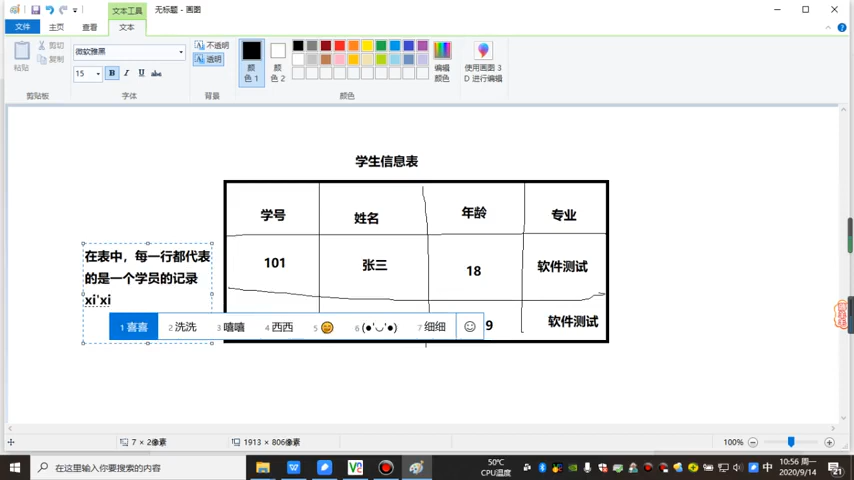 无标题 - 画图
文本工具
文件
主页
查看
文本
粘贴
剪切
复制
剪贴板
微软雅黑
15
B
I
U
abc
字体
不透明
透明
背景
颜色 1
颜色 2
颜色
编辑颜色
使用画图 3D 进行编辑
学生信息表
学号 姓名 年龄 专业
101 张三 18 软件测试
9 软件测试
在表中，每一行都代表
的是一个学员的记录
xi'xi
1 喜喜 2 洗洗 3 嘻嘻 4 西西 5 6 (●'◡'●) 7 细细
7 × 2像素
1913 × 806像素
100%
在这里输入你要搜索的内容
50℃
CPU温度
中
10:56 周一
2020/9/14
21